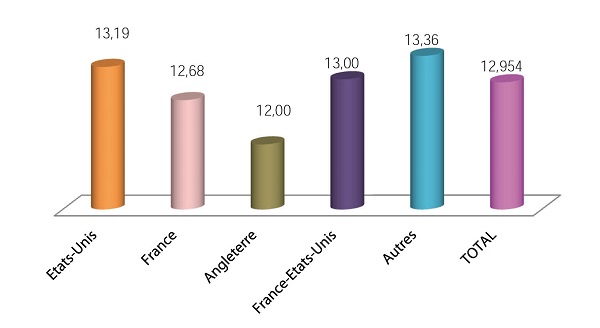 13,19
12,68
12,00
13,00
13,36
12,954
Etats-Unis
France
Angleterre
France-Etats-Unis
Autres
TOTAL